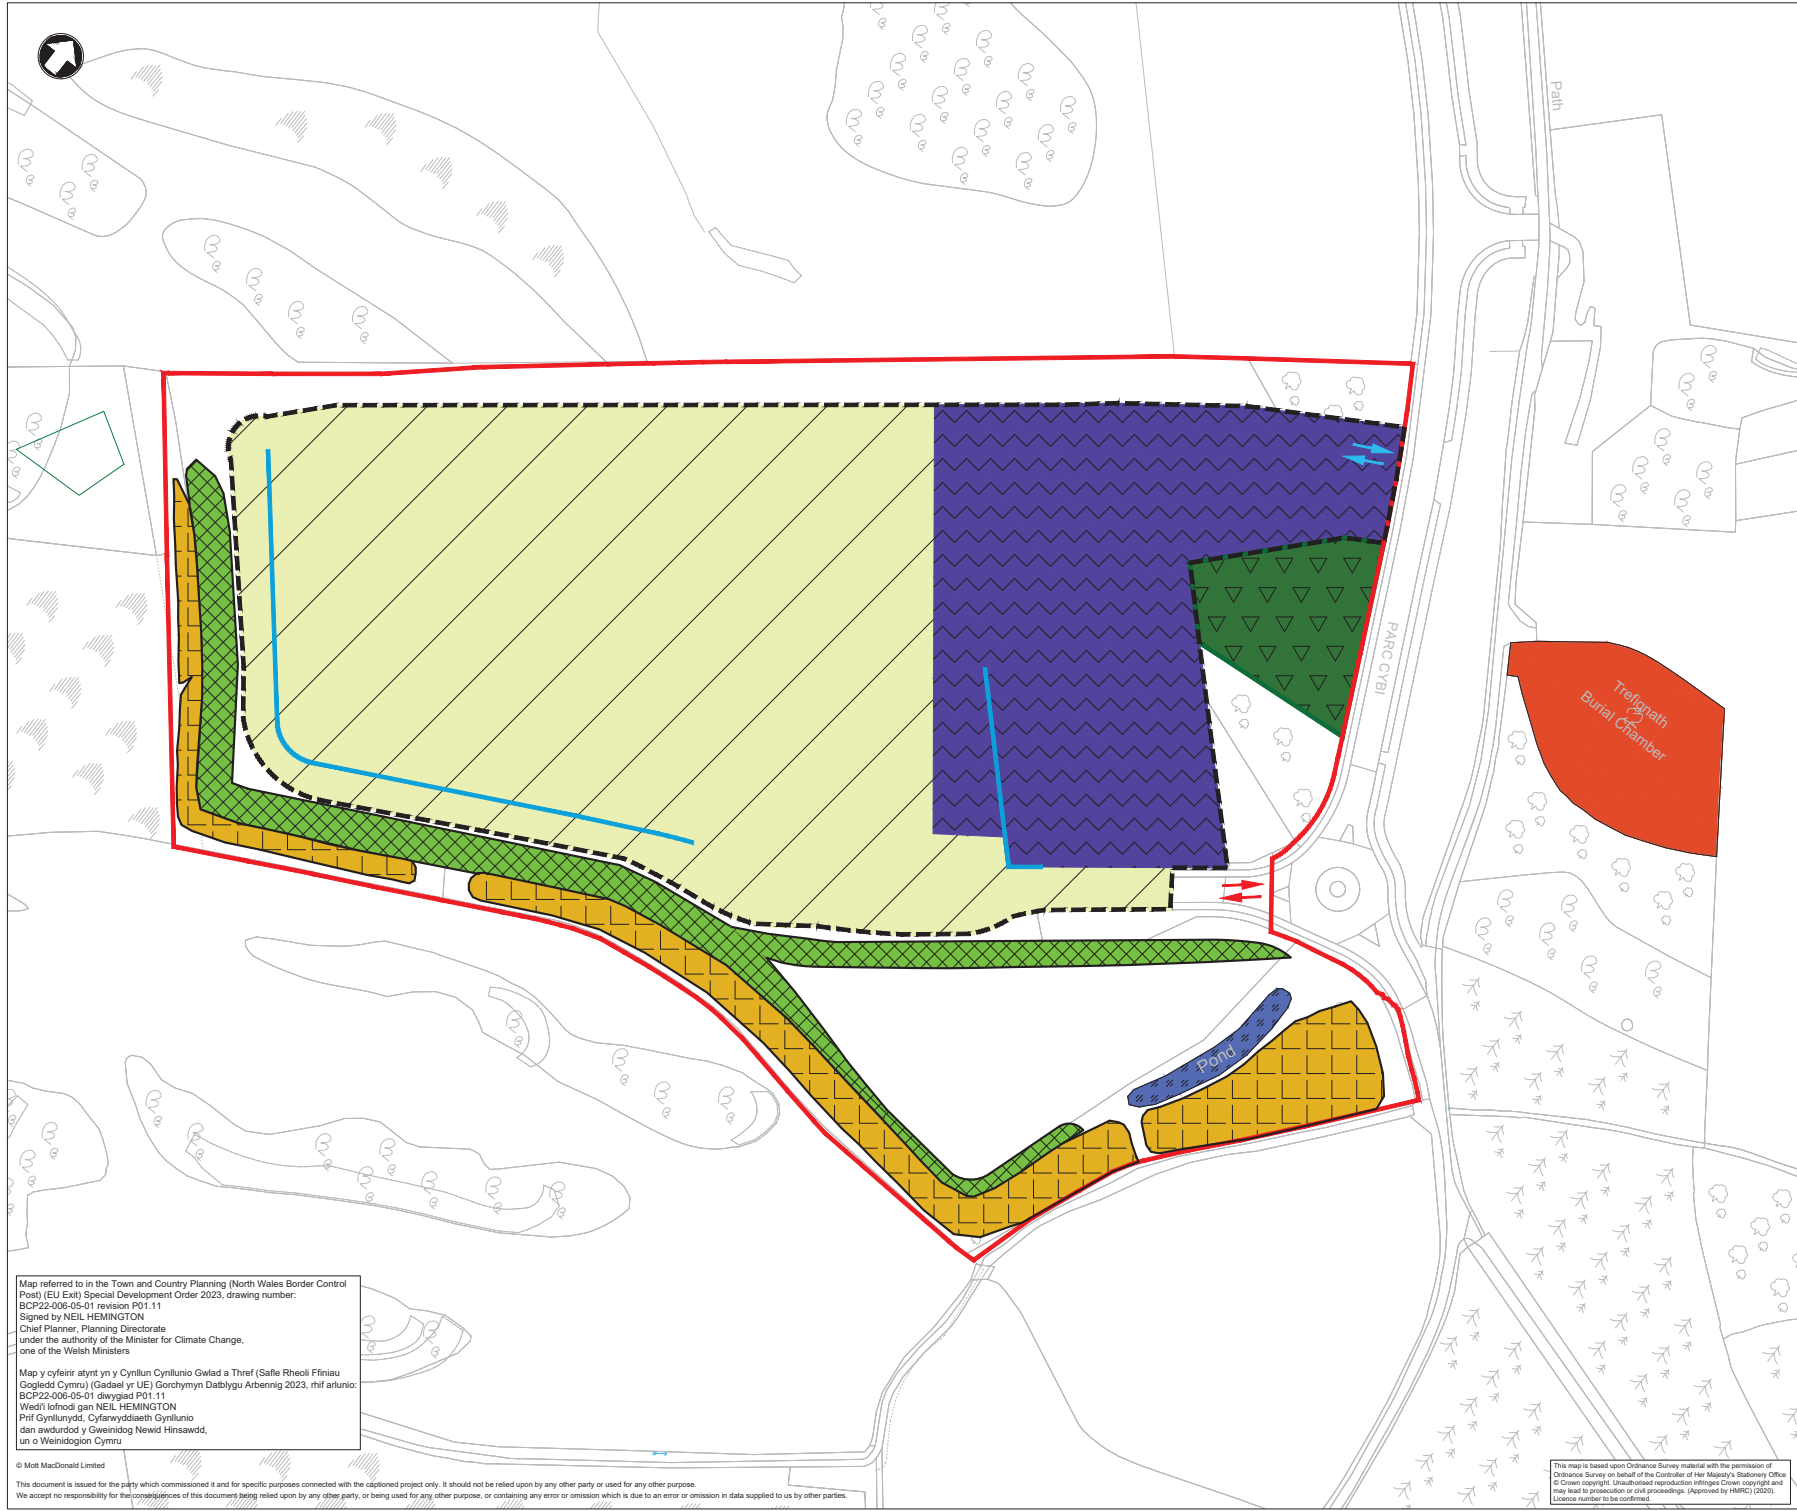 Path
PARC CYBI
Trefignath
Burial Chamber
Pond
Map referred to in the Town and Country Planning (North Wales Border Control
Post) (EU Exit) Special Development Order 2023, drawing number:
BCP22-006-05-01 revision P01.11
Signed by NEIL HEMINGTON
Chief Planner, Planning Directorate
under the authority of the Minister for Climate Change,
one of the Welsh Ministers
Map y cyfeirir atynt yn y Cynllun Cynllunio Gwlad a Thref (Safle Rheoli Ffiniau
Gogledd Cymru) (Gadael yr UE) Gorchymyn Datblygu Arbennig 2023, rhif arlunio:
BCP22-006-05-01 diwygiad P01.11
Wedi'i lofnodi gan NEIL HEMINGTON
Prif Gynllunydd, Cyfarwyddiaeth Gynllunio
dan awdurdod y Gweinidog Newid Hinsawdd,
un o Weinidogion Cymru
© Mott MacDonald Limited
This document is issued for the party which commissioned it and for specific purposes connected with the captioned project only. It should not be relied upon by any other party or used for any other purpose.
We accept no responsibility for the consequences of this document being relied upon by any other party, or being used for any other purpose, or containing any error or omission which is due to an error or omission in data supplied to us by other parties.
This map is based upon Ordnance Survey material with the permission of
Ordnance Survey on behalf of the Controller of Her Majesty's Stationery Office
© Crown copyright. Unauthorised reproduction infringes Crown copyright and
may lead to prosecution or civil proceedings. (Approved by HMRC) (2020).
Licence number to be confirmed.